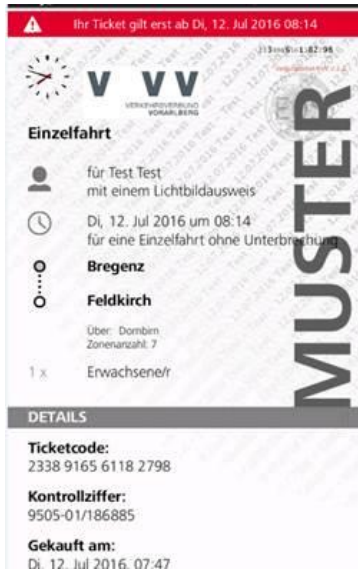 Ihr Ticket gilt erst ab Di, 12. Jul 2016 08:14
V VV
VERKEHRSVERBUND
VORARLBERG
Einzelfahrt
für Test Test
mit einem Lichtbildausweis
Di, 12. Jul 2016 um 08:14
für eine Einzelfahrt ohne Unterbrechung
Bregenz
Feldkirch
Über: Dornbirn
Zonenanzahl: 7
1 x Erwachsene/r
MUSTER
DETAILS
Ticketcode:
2338 9165 6118 2798
Kontrollziffer:
9505-01/186885
Gekauft am:
Di, 12. Jul 2016, 07:47